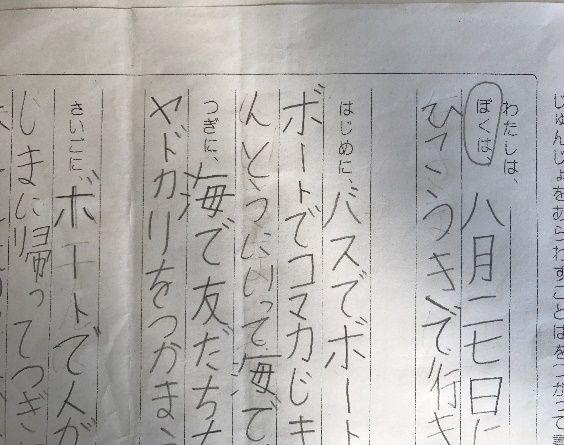 じゅんじょをあらわすことばをつかって書
わたしは、
ぼくは、八月二七日に
ひこうきで行き
はじめに、バスでボート
ボートでコマカじキ
んとうにいって海で
つぎに、海で友だちた
ヤドカリをつかまう
さいごに、ボートで人が
じまに帰ってつぎ